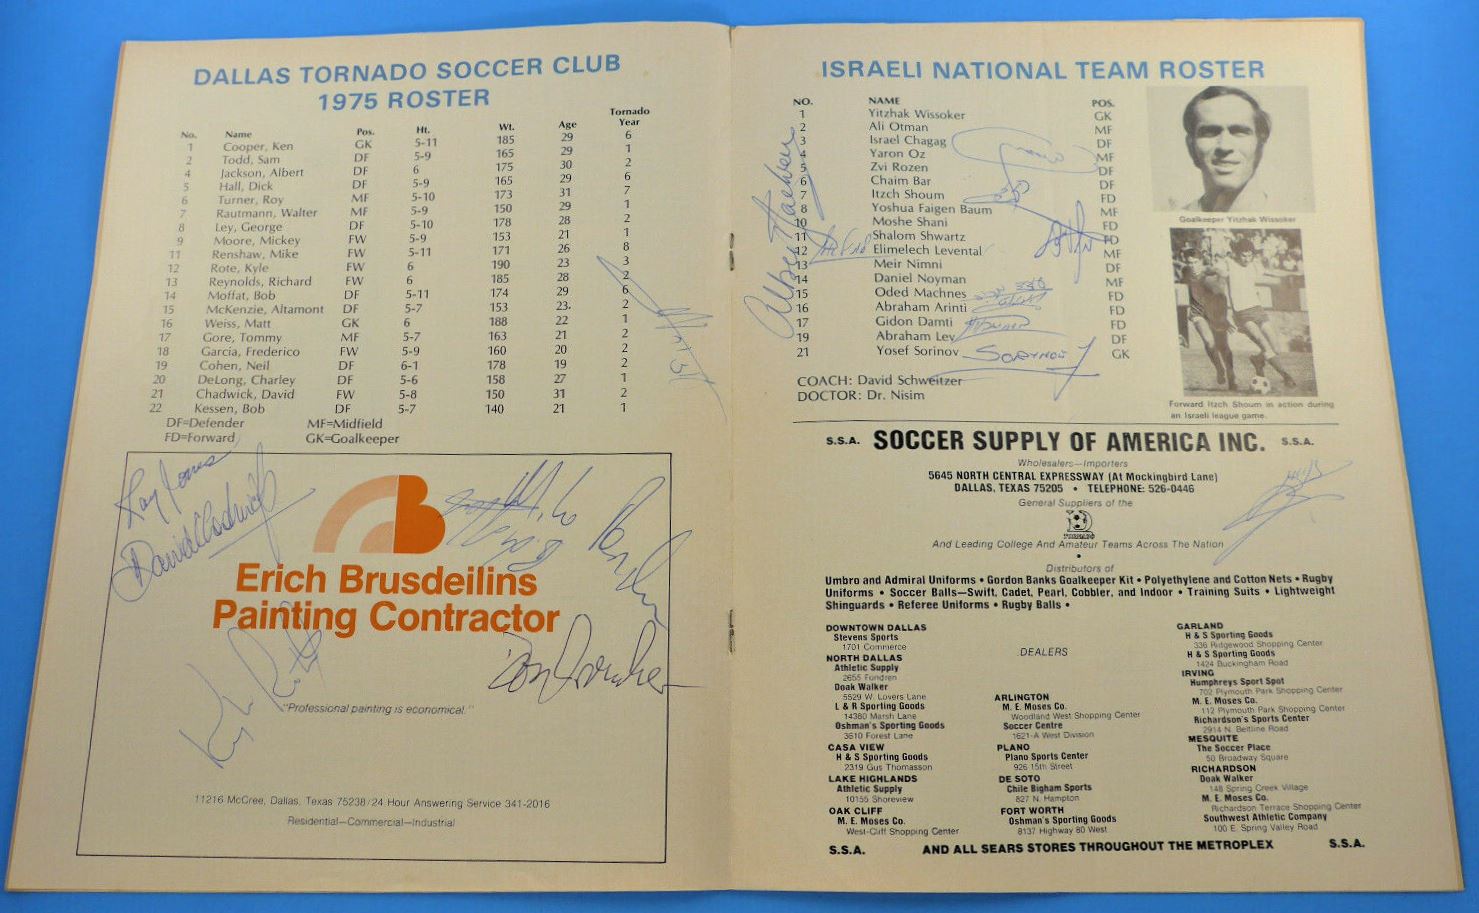 DALLAS TORNADO SOCCER CLUB
1975 ROSTER
No. Name Pos. Ht. Wt. Age Tornado Year
1 Cooper, Ken GK 5-11 185 29 6
2 Todd, Sam DF 5-9 165 29 1
4 Jackson, Albert DF 6 175 30 2
5 Hall, Dick DF 5-9 165 29 6
6 Turner, Roy MF 5-10 173 31 7
7 Rautmann, Walter MF 5-9 150 29 1
8 Ley, George DF 5-10 178 28 2
9 Moore, Mickey FW 5-9 153 21 1
11 Renshaw, Mike FW 5-11 171 26 8
12 Rote, Kyle FW 6 190 23 3
13 Reynolds, Richard FW 6 185 28 2
14 Moffat, Bob DF 5-11 174 29 6
15 McKenzie, Altamont DF 5-7 153 23. 2
16 Weiss, Matt GK 6 188 22 1
17 Gore, Tommy MF 5-7 163 21 2
18 Garcia, Frederico FW 5-9 160 20 2
19 Cohen, Neil DF 6-1 178 19 2
20 DeLong, Charley DF 5-6 158 27 1
21 Chadwick, David FW 5-8 150 31 2
22 Kessen, Bob DF 5-7 140 21 1
DF=Defender MF=Midfield
FD=Forward GK=Goalkeeper
B
Erich Brusdeilins
Painting Contractor
"Professional painting is economical."
11216 McCree, Dallas, Texas 75238/24 Hour Answering Service 341-2016
Residential—Commercial—Industrial
ISRAELI NATIONAL TEAM ROSTER
NO. NAME POS.
1 Yitzhak Wissoker GK
2 Ali Otman MF
3 Israel Chagag DF
4 Yaron Oz MF
5 Zvi Rozen DF
6 Chaim Bar DF
7 Itzch Shoum FD
8 Yoshua Faigen Baum MF
10 Moshe Shani FD
11 Shalom Shwartz FD
12 Elimelech Levental MF
13 Meir Nimni DF
14 Daniel Noyman MF
15 Oded Machnes FD
16 Abraham Arinti FD
17 Gidon Damti FD
19 Abraham Lev DF
21 Yosef Sorinov GK
SORINOV
COACH: David Schweitzer
DOCTOR: Dr. Nisim
Goalkeeper Yitzhak Wissoker
Forward Itzch Shoum in action during
an Israeli league game.
S.S.A. SOCCER SUPPLY OF AMERICA INC. S.S.A.
Wholesalers—Importers
5645 NORTH CENTRAL EXPRESSWAY (At Mockingbird Lane)
DALLAS, TEXAS 75205 • TELEPHONE: 526-0446
General Suppliers of the
TORNADO
And Leading College And Amateur Teams Across The Nation
•
Distributors of
Umbro and Admiral Uniforms • Gordon Banks Goalkeeper Kit • Polyethylene and Cotton Nets • Rugby
Uniforms • Soccer Balls—Swift, Cadet, Pearl, Cobbler, and Indoor • Training Suits • Lightweight
Shinguards • Referee Uniforms • Rugby Balls •
DEALERS
DOWNTOWN DALLAS
Stevens Sports
1701 Commerce
NORTH DALLAS
Athletic Supply
2655 Fondren
Doak Walker
5529 W. Lovers Lane
L & R Sporting Goods
14380 Marsh Lane
Oshman's Sporting Goods
3610 Forest Lane
CASA VIEW
H & S Sporting Goods
2319 Gus Thomasson
LAKE HIGHLANDS
Athletic Supply
10155 Shoreview
OAK CLIFF
M. E. Moses Co.
West-Cliff Shopping Center
ARLINGTON
M. E. Moses Co.
Woodland West Shopping Center
Soccer Centre
1621-A West Division
PLANO
Plano Sports Center
926 15th Street
DE SOTO
Chile Bigham Sports
827 N. Hampton
FORT WORTH
Oshman's Sporting Goods
8137 Highway 80 West
GARLAND
H & S Sporting Goods
336 Ridgewood Shopping Center
H & S Sporting Goods
1424 Buckingham Road
IRVING
Humphreys Sport Spot
702 Plymouth Park Shopping Center
M. E. Moses Co.
112 Plymouth Park Shopping Center
Richardson's Sports Center
2914 N. Beltline Road
MESQUITE
The Soccer Place
50 Broadway Square
RICHARDSON
Doak Walker
148 Spring Creek Village
M. E. Moses Co.
Richardson Terrace Shopping Center
Southwest Athletic Company
100 E. Spring Valley Road
S.S.A. AND ALL SEARS STORES THROUGHOUT THE METROPLEX S.S.A.